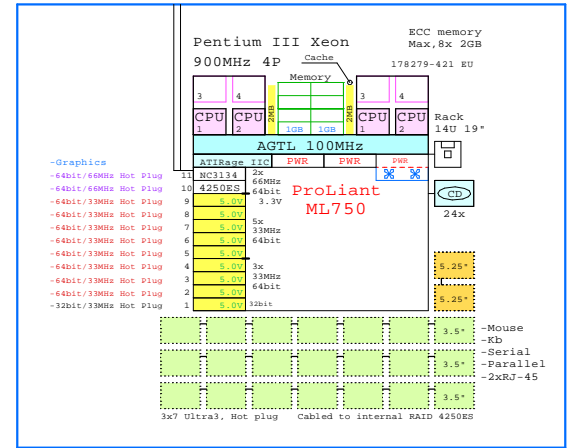 ECC memory
Max,8x 2GB
Pentium III Xeon
900MHz 4P
Cache
178279-421 EU
Memory
3 4 3 4
CPU CPU 2MB 2MB CPU CPU
1 2 1GB 1GB 1 2
Rack
14U 19"
AGTL 100MHz
-Graphics ATIRage IIC PWR PWR PWR
-64bit/66MHz Hot Plug 11 NC3134 2x
66MHz
-64bit/66MHz Hot Plug 10 4250ES 64bit
-64bit/33MHz Hot Plug 9 5.0V 3.3V
ProLiant
ML750
CD
24x
-64bit/33MHz Hot Plug 8 5.0V
-64bit/33MHz Hot Plug 7 5.0V 5x
33MHz
-64bit/33MHz Hot Plug 6 5.0V 64bit
-64bit/33MHz Hot Plug 5 5.0V
-64bit/33MHz Hot Plug 4 5.0V 3x
-64bit/33MHz Hot Plug 3 5.0V 33MHz
-64bit/33MHz Hot Plug 2 5.0V 64bit
-32bit/33MHz Hot Plug 1 5.0V 32bit
5.25"
5.25"
3.5"
3.5"
3.5"
-Mouse
-Kb
-Serial
-Parallel
-2xRJ-45
3x7 Ultra3, Hot plug Cabled to internal RAID 4250ES